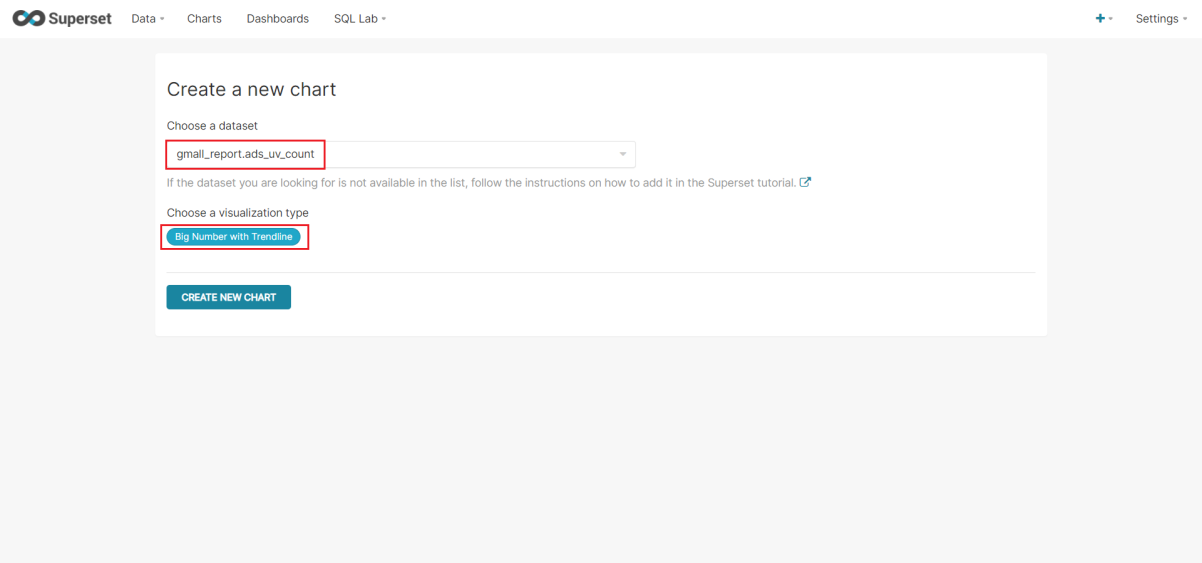 Superset Data Charts Dashboards SQL Lab + Settings
Create a new chart
Choose a dataset
gmall_report.ads_uv_count
If the dataset you are looking for is not available in the list, follow the instructions on how to add it in the Superset tutorial.
Choose a visualization type
Big Number with Trendline
CREATE NEW CHART